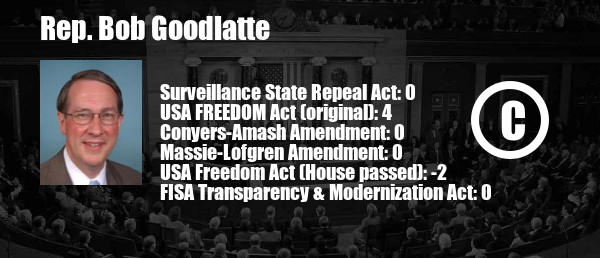 Rep. Bob Goodlatte
Surveillance State Repeal Act: 0
USA FREEDOM Act (original): 4
Conyers-Amash Amendment: 0
Massie-Lofgren Amendment: 0
USA Freedom Act (House passed): -2
FISA Transparency & Modernization Act: 0
C